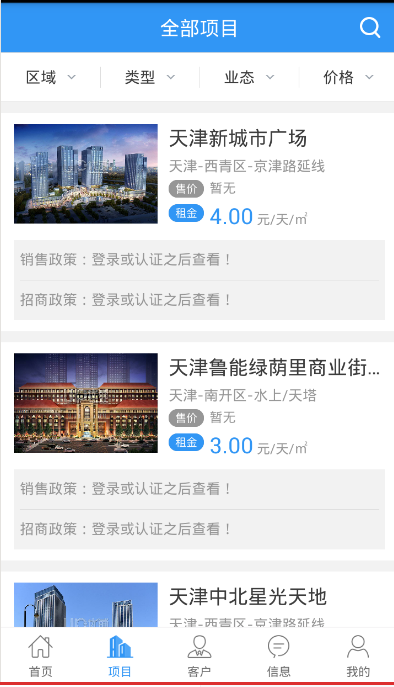 全部项目
区域 类型 业态 价格
天津新城市广场
天津-西青区-京津路延线
售价 暂无
租金 4.00 元/天/㎡
销售政策：登录或认证之后查看！
招商政策：登录或认证之后查看！
天津鲁能绿荫里商业街...
天津-南开区-水上/天塔
售价 暂无
租金 3.00 元/天/㎡
销售政策：登录或认证之后查看！
招商政策：登录或认证之后查看！
天津中北星光天地
天津-西青区-京津路延线
首页 项目 客户 信息 我的